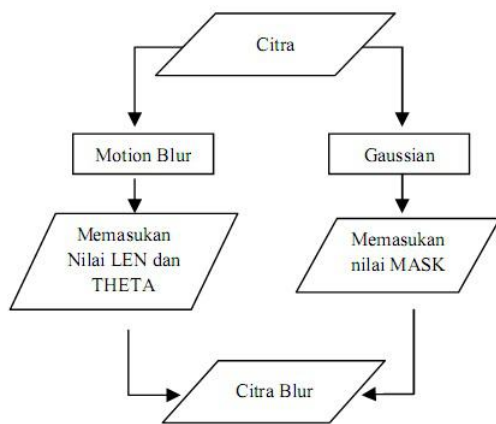 Citra
Motion Blur
Gaussian
Memasukan
Nilai LEN dan
THETA
Memasukan
nilai MASK
Citra Blur